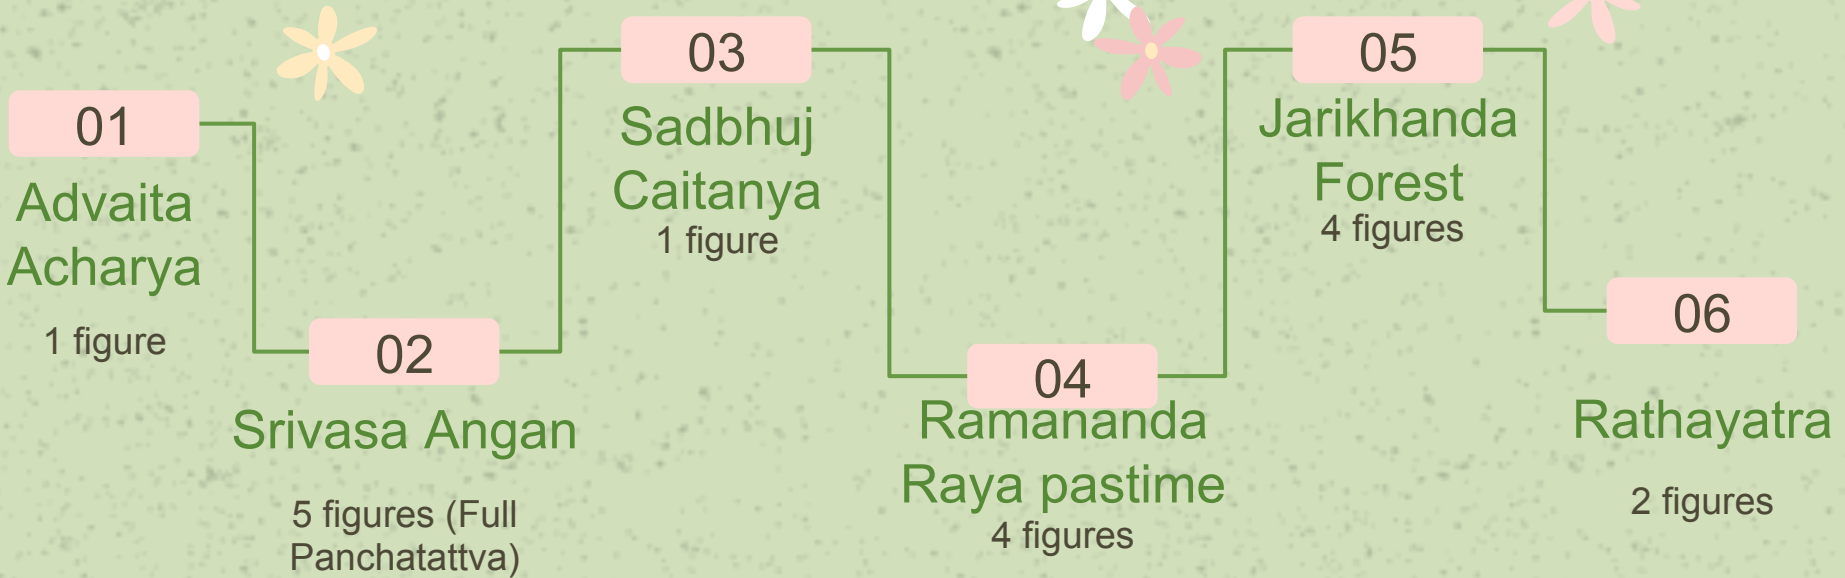 01
Advaita
Acharya
1 figure
02
Srivasa Angan
5 figures (Full
Panchatattva)
03
Sadbhuj
Caitanya
1 figure
04
Ramananda
Raya pastime
4 figures
05
Jarikhanda
Forest
4 figures
06
Rathayatra
2 figures